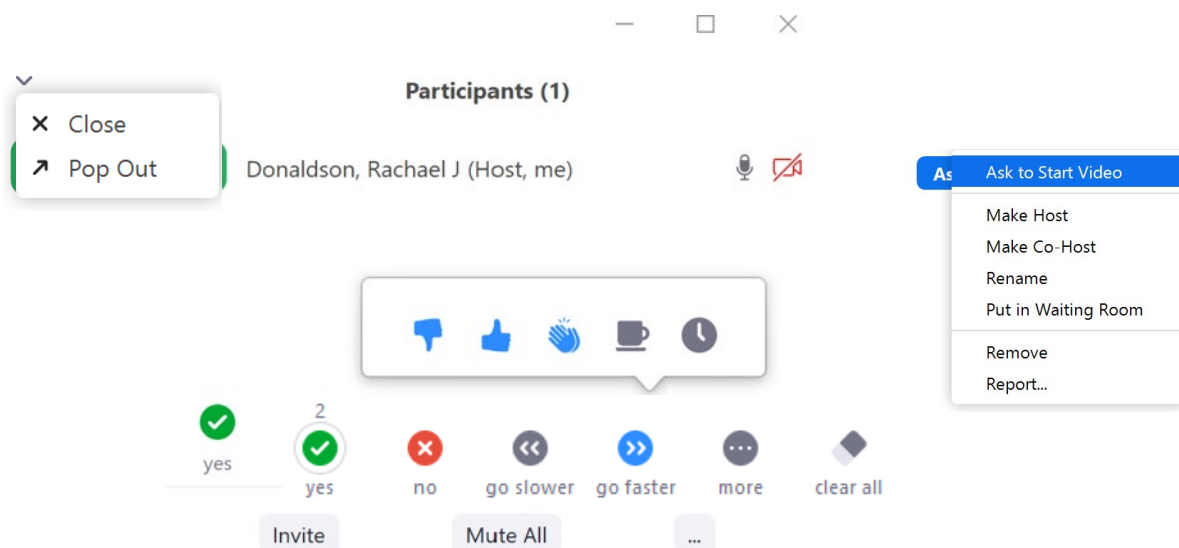 Participants (1)
Close
Pop Out
Donaldson, Rachael J (Host, me)
As
Ask to Start Video
Make Host
Make Co-Host
Rename
Put in Waiting Room
Remove
Report...
2
yes
yes
no
go slower
go faster
more
clear all
Invite
Mute All
...